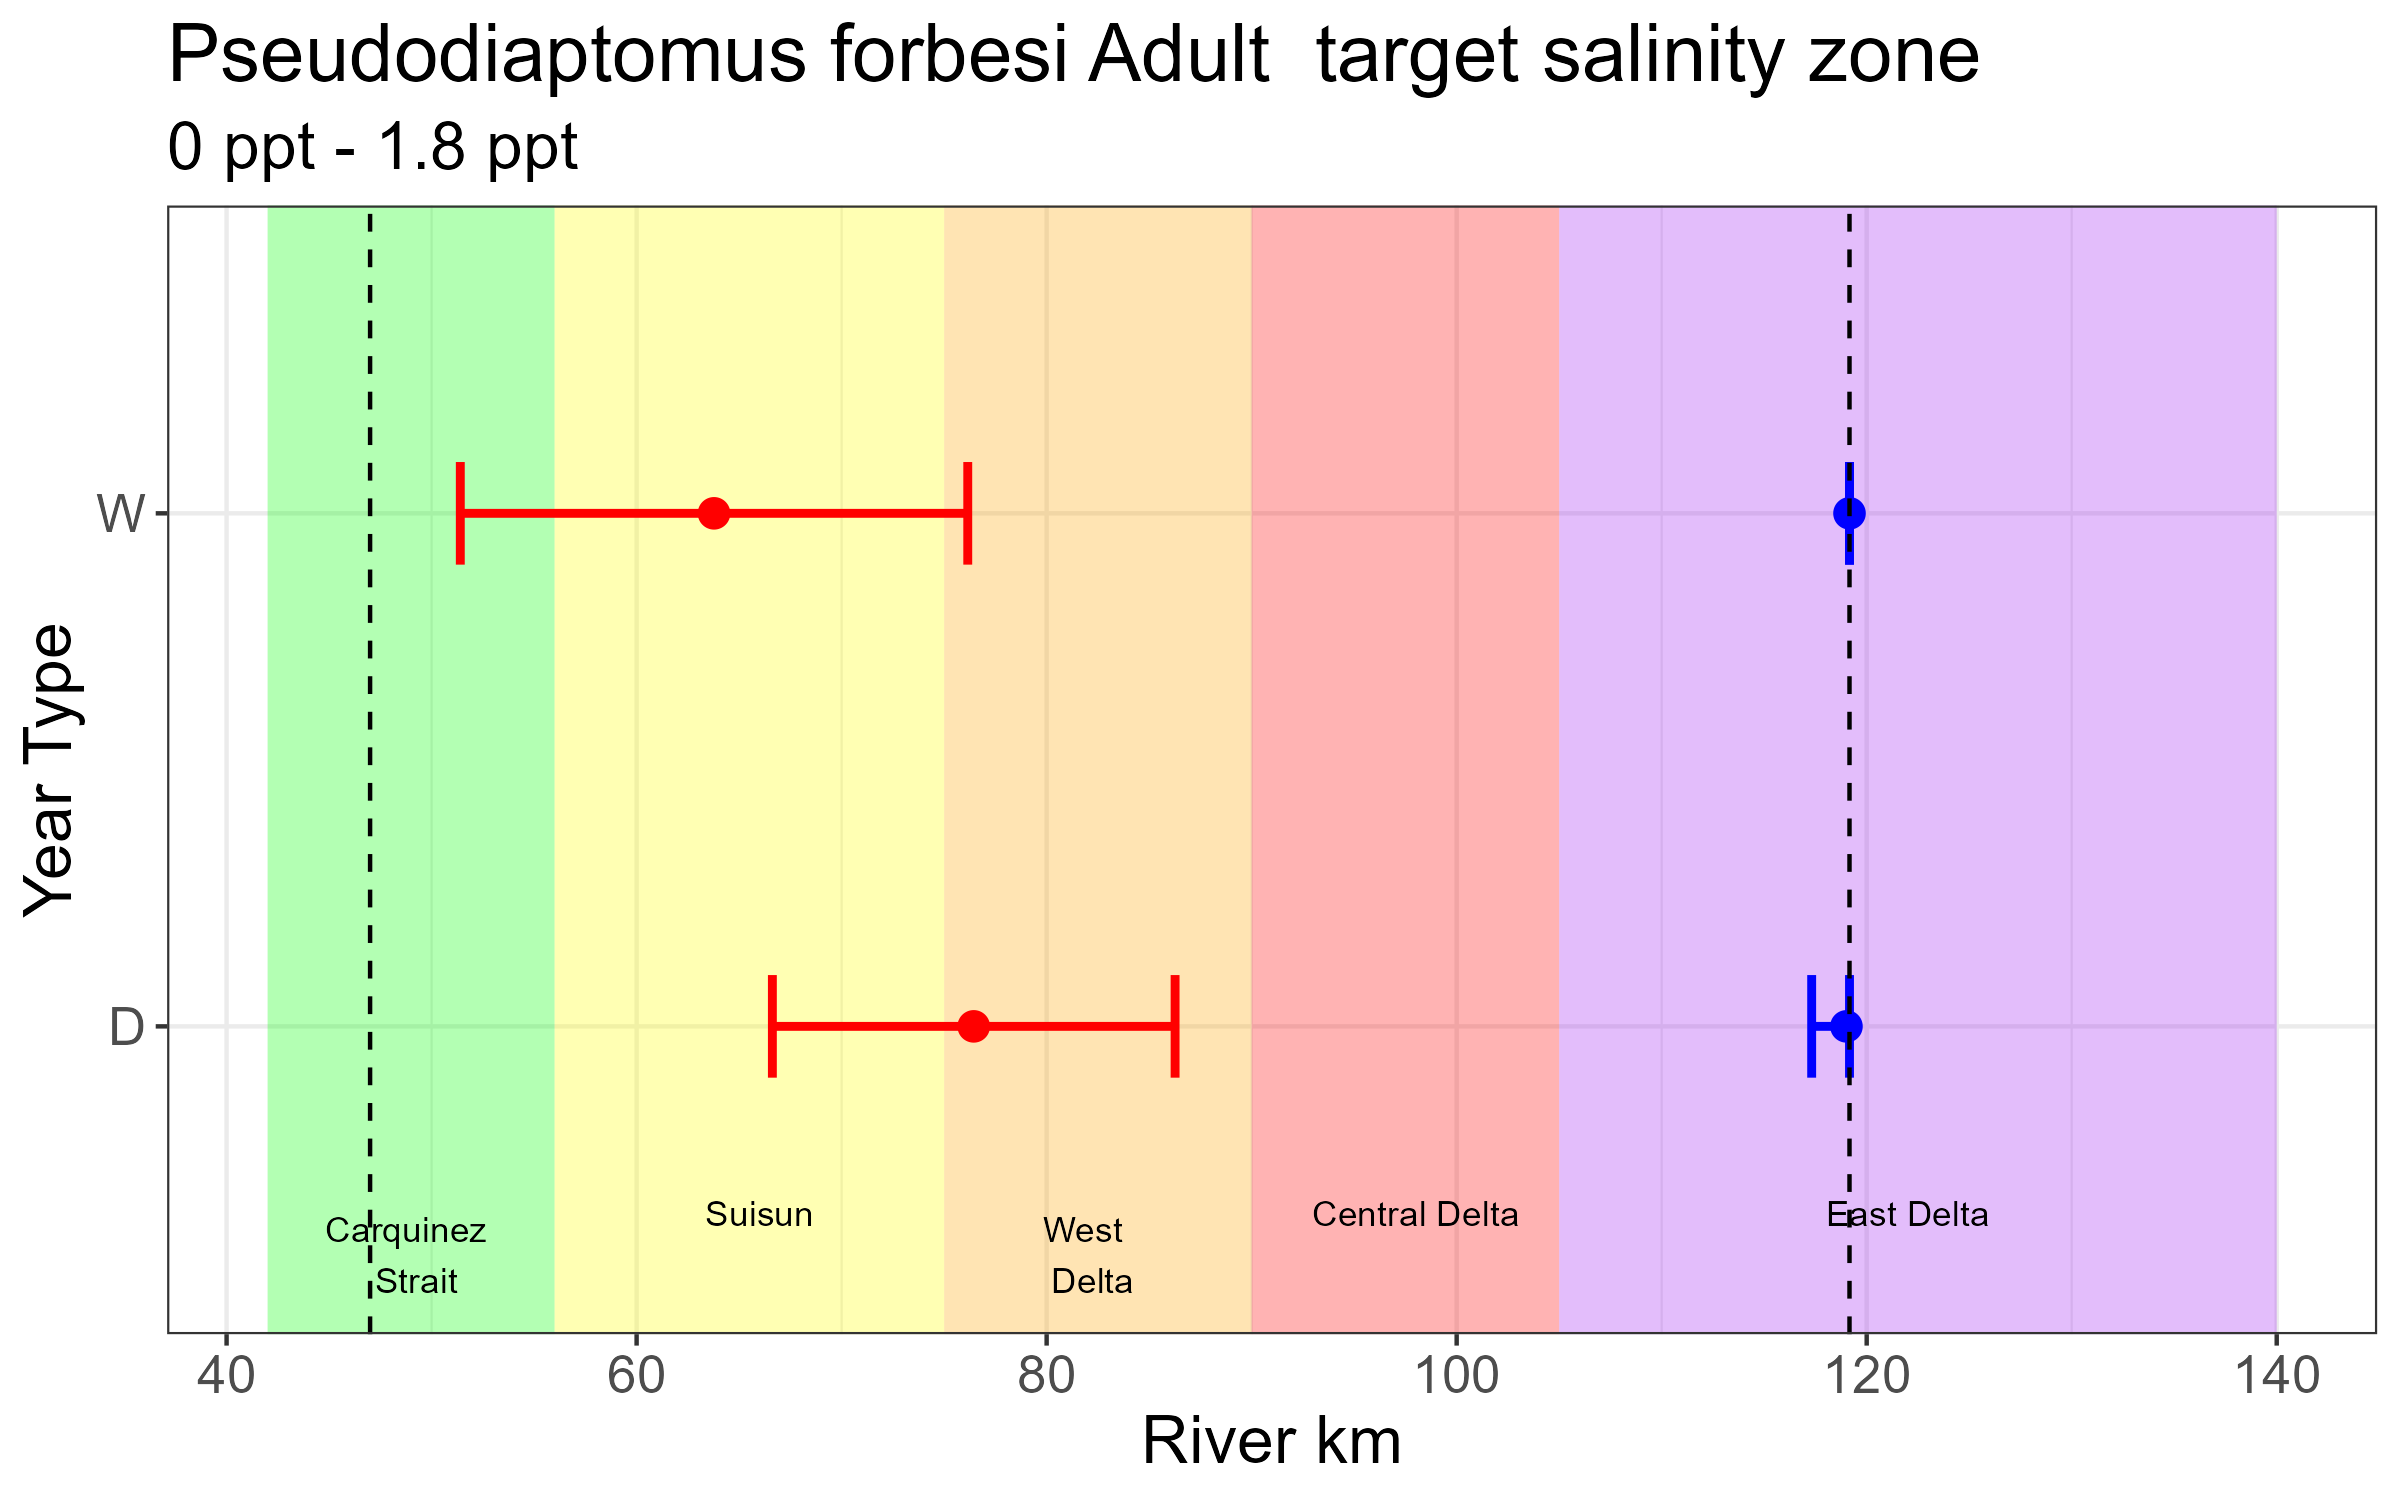 Pseudodiaptomus forbesi Adult  target salinity zone
0 ppt - 1.8 ppt
Year Type
W
D
Carquinez
Strait
Suisun
West
Delta
Central Delta
East Delta
40 60 80 100 120 140
River km